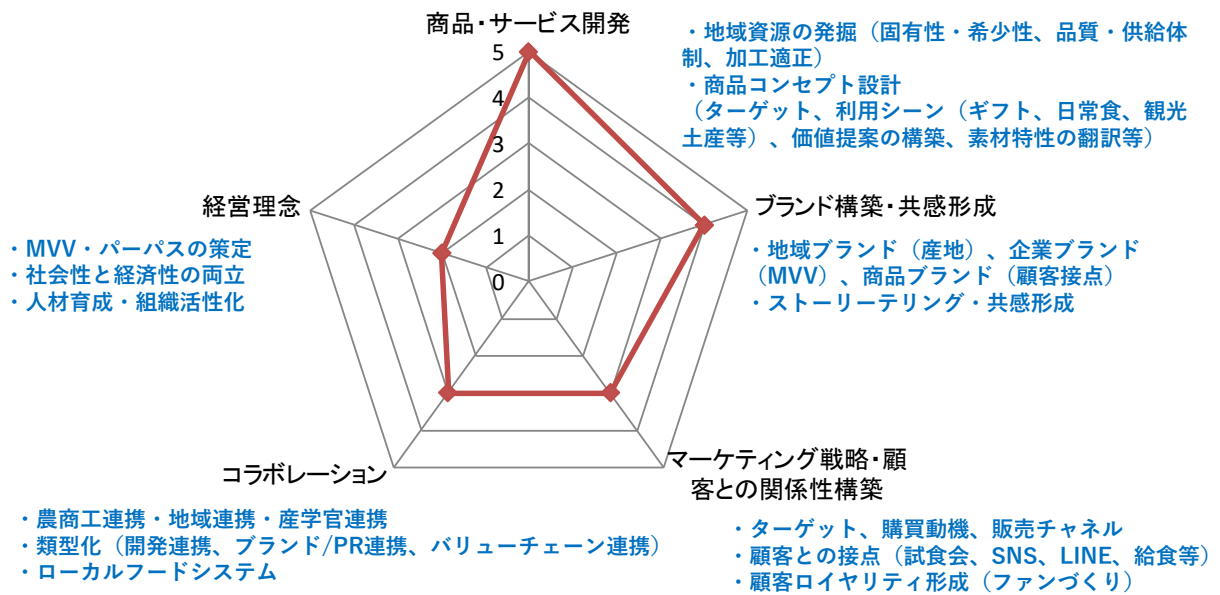 商品・サービス開発
・地域資源の発掘（固有性・希少性、品質・供給体
制、加工適正）
・商品コンセプト設計
（ターゲット、利用シーン（ギフト、日常食、観光
土産等）、価値提案の構築、素材特性の翻訳等）
5
4
3
2
1
0
ブランド構築・共感形成
・地域ブランド（産地）、企業ブランド
（MVV）、商品ブランド（顧客接点）
・ストーリーテリング・共感形成
経営理念
・MVV・パーパスの策定
・社会性と経済性の両立
・人材育成・組織活性化
マーケティング戦略・顧
客との関係性構築
・ターゲット、購買動機、販売チャネル
・顧客との接点（試食会、SNS、LINE、給食等）
・顧客ロイヤリティ形成（ファンづくり）
コラボレーション
・農商工連携・地域連携・産学官連携
・類型化（開発連携、ブランド/PR連携、バリューチェーン連携）
・ローカルフードシステム